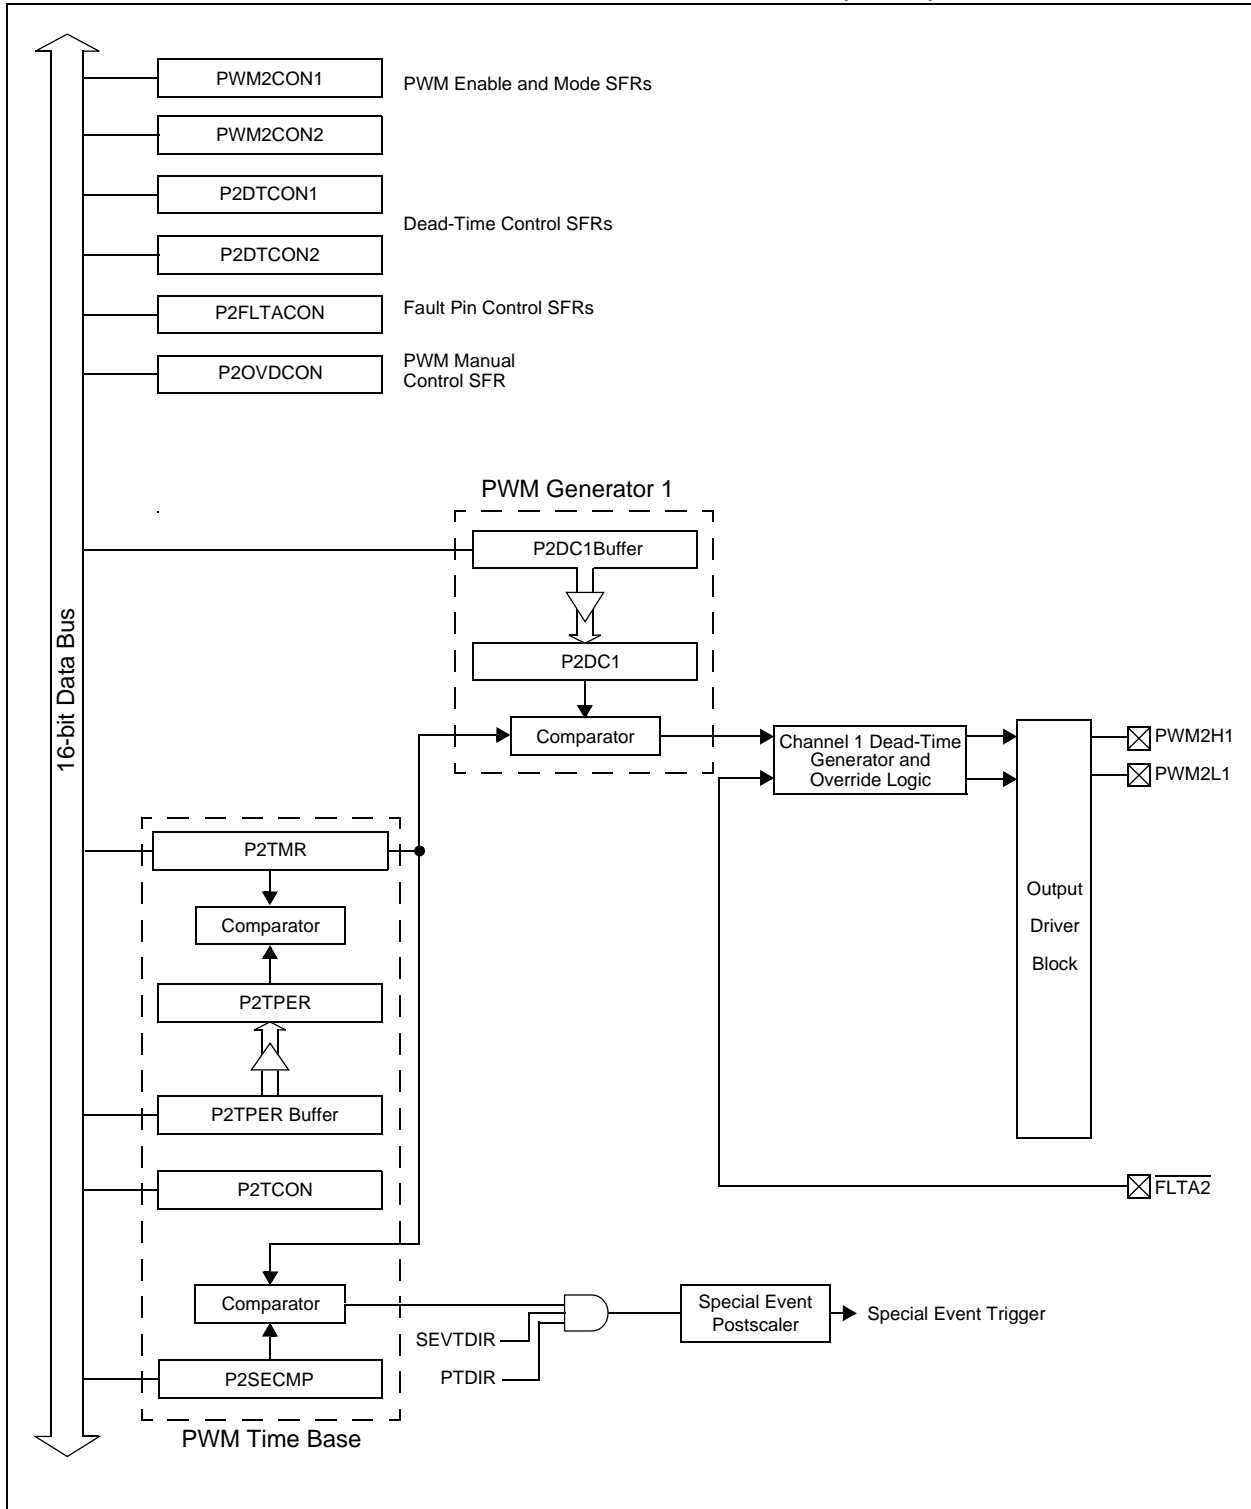 PWM2CON1
PWM Enable and Mode SFRs
PWM2CON2
P2DTCON1
Dead-Time Control SFRs
P2DTCON2
P2FLTACON
Fault Pin Control SFRs
P2OVDCON
PWM Manual
Control SFR
16-bit Data Bus
PWM Generator 1
P2DC1Buffer
P2DC1
Comparator
Channel 1 Dead-Time
Generator and
Override Logic
PWM2H1
PWM2L1
Output
Driver
Block
P2TMR
Comparator
P2TPER
P2TPER Buffer
P2TCON
FLTA2
Comparator
SEVTDIR
PTDIR
Special Event
Postscaler
Special Event Trigger
P2SECMP
PWM Time Base